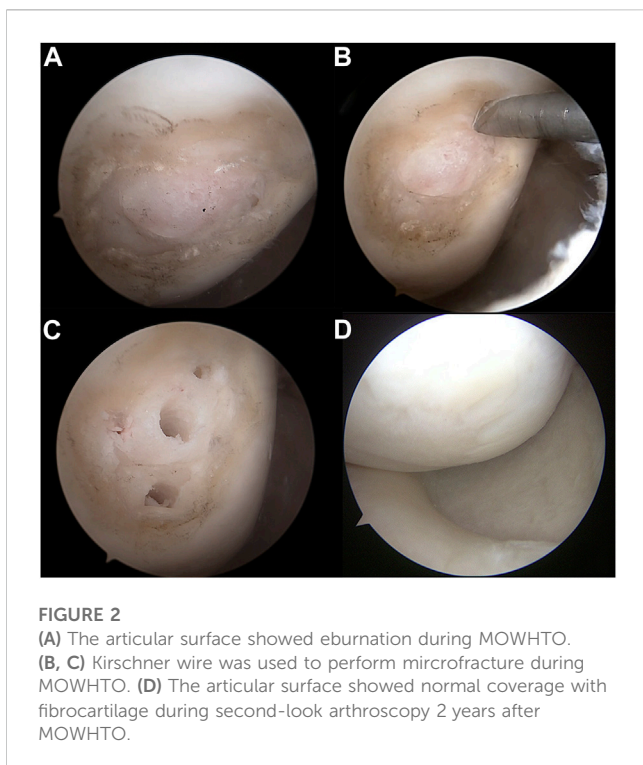 A
B
C
D
FIGURE 2
(A) The articular surface showed eburnation during MOWHTO.
(B, C) Kirschner wire was used to perform mircrofracture during
MOWHTO. (D) The articular surface showed normal coverage with
fibrocartilage during second-look arthroscopy 2 years after
MOWHTO.